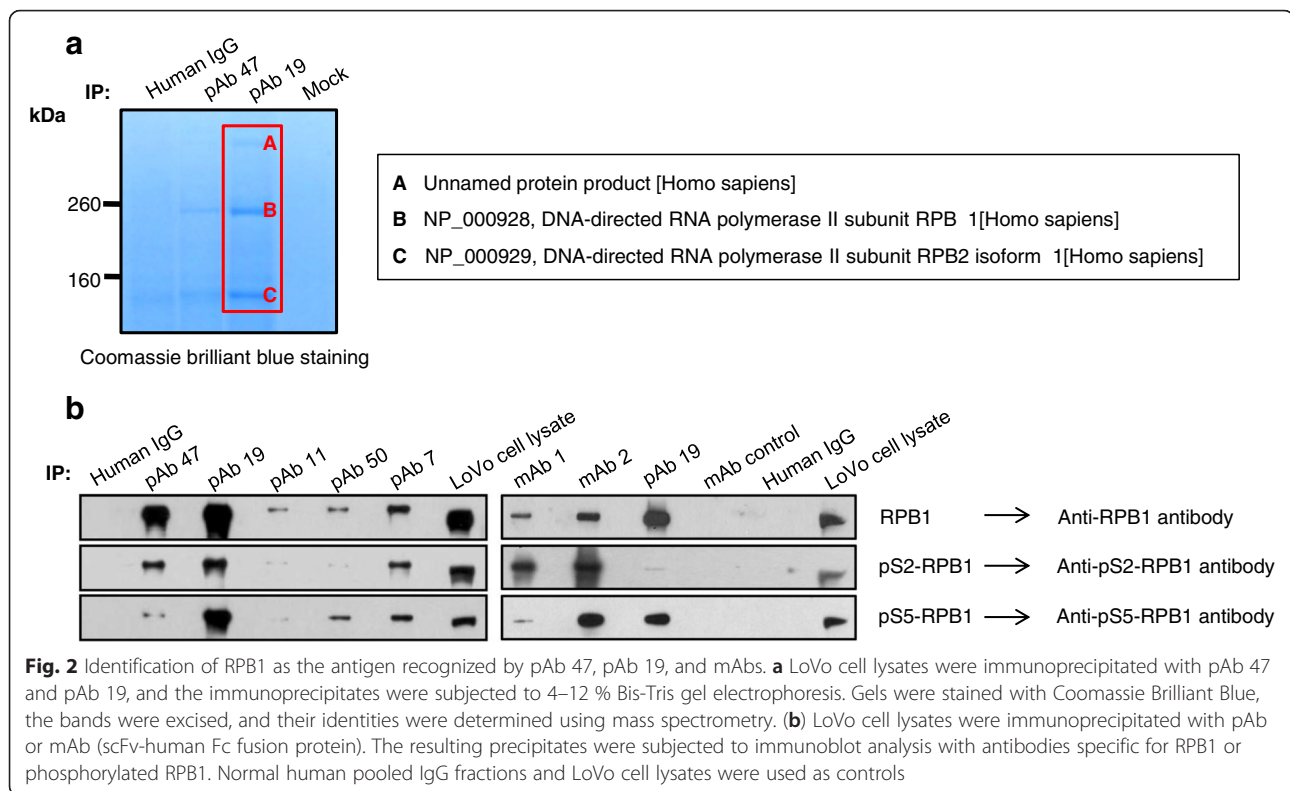 a
IP: Human IgG pAb 47 pAb 19 Mock
kDa
A
260
B
160
C
Coomassie brilliant blue staining
A Unnamed protein product [Homo sapiens]
B NP_000928, DNA-directed RNA polymerase II subunit RPB 1[Homo sapiens]
C NP_000929, DNA-directed RNA polymerase II subunit RPB2 isoform 1[Homo sapiens]
b
IP: Human IgG pAb 47 pAb 19 pAb 11 pAb 50 pAb 7 LoVo cell lysate mAb 1 mAb 2 pAb 19 mAb control Human IgG LoVo cell lysate
RPB1 → Anti-RPB1 antibody
pS2-RPB1 → Anti-pS2-RPB1 antibody
pS5-RPB1 → Anti-pS5-RPB1 antibody
Fig. 2 Identification of RPB1 as the antigen recognized by pAb 47, pAb 19, and mAbs. a LoVo cell lysates were immunoprecipitated with pAb 47
and pAb 19, and the immunoprecipitates were subjected to 4–12 % Bis-Tris gel electrophoresis. Gels were stained with Coomassie Brilliant Blue,
the bands were excised, and their identities were determined using mass spectrometry. (b) LoVo cell lysates were immunoprecipitated with pAb
or mAb (scFv-human Fc fusion protein). The resulting precipitates were subjected to immunoblot analysis with antibodies specific for RPB1 or
phosphorylated RPB1. Normal human pooled IgG fractions and LoVo cell lysates were used as controls